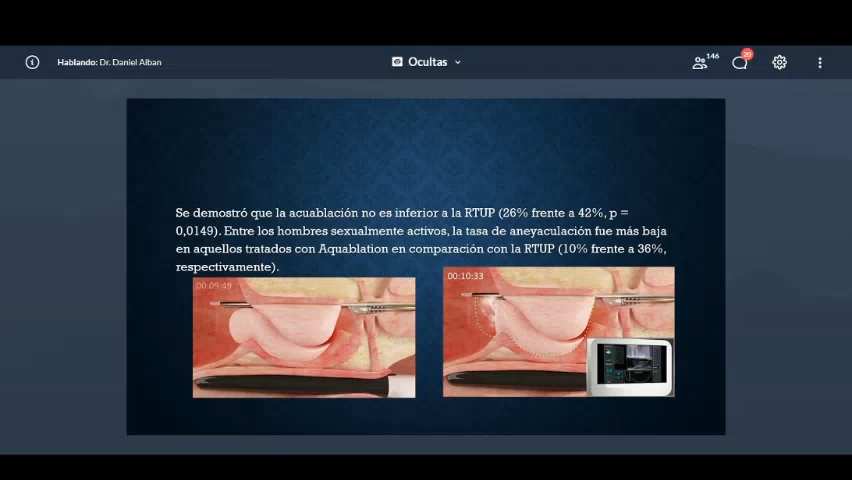 Hablando: Dr. Daniel Alban
Ocultas
146
20
Se demostró que la acuablación no es inferior a la RTUP (26% frente a 42%, p =
0,0149). Entre los hombres sexualmente activos, la tasa de aneyaculación fue más baja
en aquellos tratados con Aquablation en comparación con la RTUP (10% frente a 36%,
respectivamente).
00:09:49
00:10:33